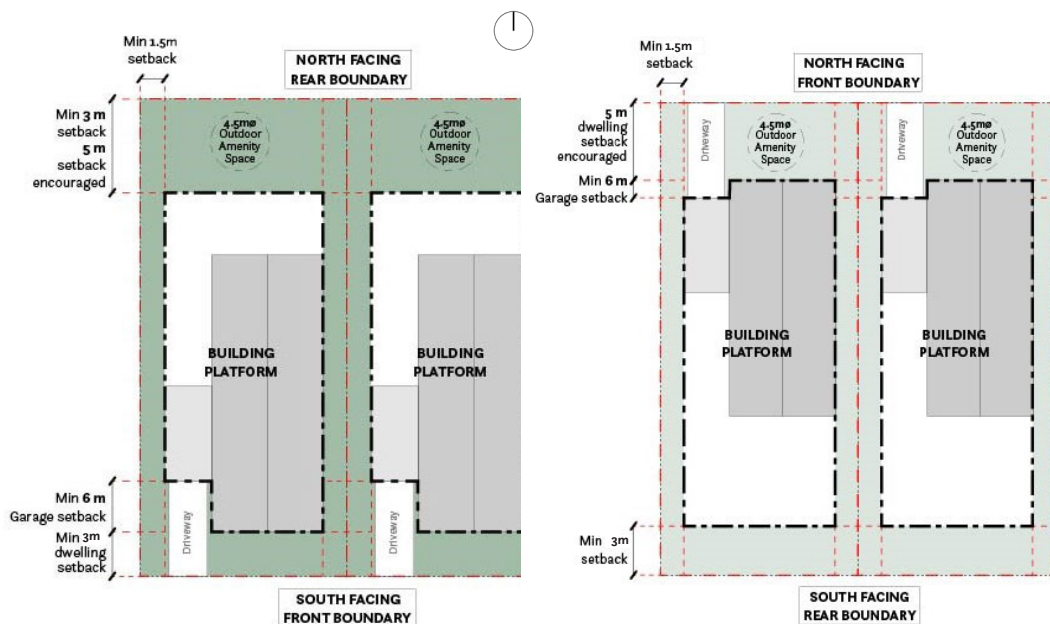 Min 1.5m
setback
NORTH FACING
REAR BOUNDARY
Min 3 m
setback
5 m
setback
encouraged
4.5mø
Outdoor
Amenity
Space
4.5mø
Outdoor
Amenity
Space
BUILDING
PLATFORM
BUILDING
PLATFORM
Min 6 m
Garage setback
Min 3m
dwelling
setback
Driveway
Driveway
SOUTH FACING
FRONT BOUNDARY
Min 1.5m
setback
NORTH FACING
FRONT BOUNDARY
5 m
dwelling
setback
encouraged
Min 6 m
Garage setback
Driveway
4.5mø
Outdoor
Amenity
Space
Driveway
4.5mø
Outdoor
Amenity
Space
BUILDING
PLATFORM
BUILDING
PLATFORM
Min 3m
setback
SOUTH FACING
REAR BOUNDARY